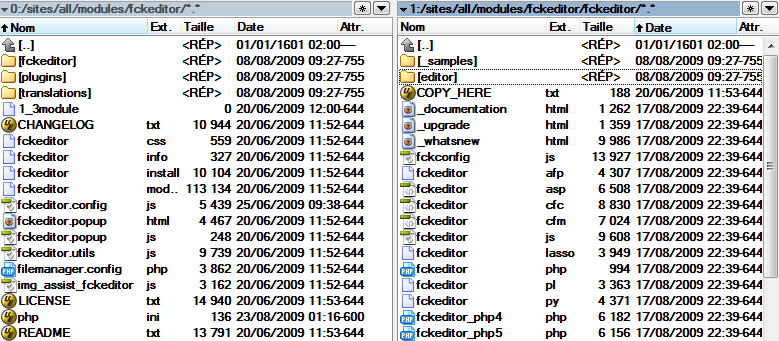 0:/sites/all/modules/fckeditor/*.*
Nom Ext. Taille Date Attr.
[..] <RÉP> 01/01/1601 02:00 ---
[fckeditor] <RÉP> 08/08/2009 09:27 -755
[plugins] <RÉP> 08/08/2009 09:27 -755
[translations] <RÉP> 08/08/2009 09:27 -755
1_3module 0 20/06/2009 12:00 -644
CHANGELOG txt 10 944 20/06/2009 11:52 -644
fckeditor css 559 20/06/2009 11:52 -644
fckeditor info 327 20/06/2009 11:52 -644
fckeditor install 10 104 20/06/2009 11:52 -644
fckeditor mod.. 113 134 20/06/2009 11:52 -644
fckeditor.config js 5 439 25/06/2009 09:38 -644
fckeditor.popup html 4 467 20/06/2009 11:52 -644
fckeditor.popup js 248 20/06/2009 11:52 -644
fckeditor.utils js 9 739 20/06/2009 11:52 -644
filemanager.config php 3 862 20/06/2009 11:52 -644
img_assist_fckeditor js 3 162 20/06/2009 11:52 -644
LICENSE txt 14 940 20/06/2009 11:53 -644
php ini 136 23/08/2009 01:16 -600
README txt 13 791 20/06/2009 11:52 -644
1:/sites/all/modules/fckeditor/fckeditor/*.*
Nom Ext. Taille Date Attr.
[..] <RÉP> 01/01/1601 02:00 ---
[_samples] <RÉP> 08/08/2009 09:27 -755
[editor] <RÉP> 08/08/2009 09:27 -755
COPY_HERE txt 188 20/06/2009 11:53 -644
_documentation html 1 262 17/08/2009 22:39 -644
_upgrade html 1 359 17/08/2009 22:39 -644
_whatsnew html 9 986 17/08/2009 22:39 -644
fckconfig js 13 927 17/08/2009 22:39 -644
fckeditor afp 4 307 17/08/2009 22:39 -644
fckeditor asp 6 508 17/08/2009 22:39 -644
fckeditor cfc 8 830 17/08/2009 22:39 -644
fckeditor cfm 7 024 17/08/2009 22:39 -644
fckeditor js 9 608 17/08/2009 22:39 -644
fckeditor lasso 3 949 17/08/2009 22:39 -644
fckeditor php 994 17/08/2009 22:39 -644
fckeditor pl 3 363 17/08/2009 22:39 -644
fckeditor py 4 371 17/08/2009 22:39 -644
fckeditor_php4 php 6 182 17/08/2009 22:39 -644
fckeditor_php5 php 6 156 17/08/2009 22:39 -644